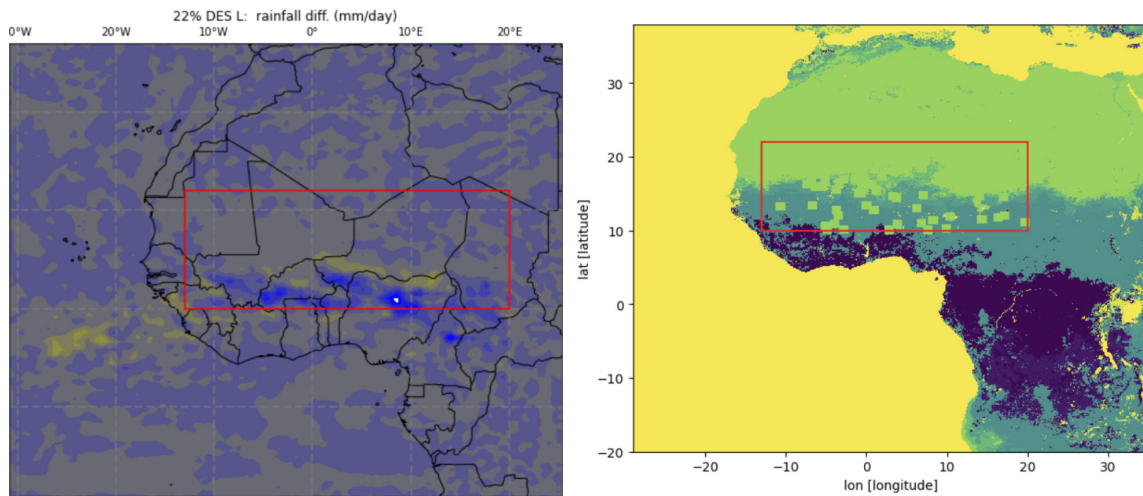 22% DES L: rainfall diff. (mm/day)
0°W 20°W 10°W 0° 10°E 20°E
30
20
10
0
−10
−20
lat [latitude]
−20 −10 0 10 20 30
lon [longitude]